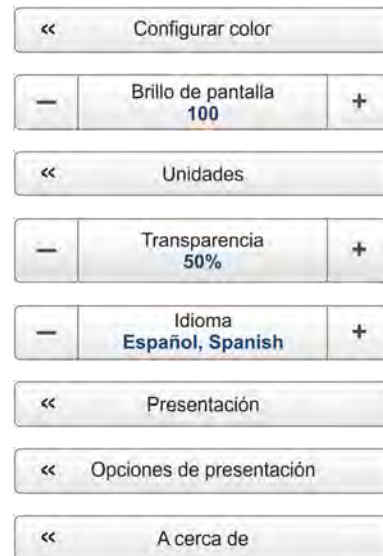 « Configurar color
Brillo de pantalla
— 100 +
« Unidades
Transparencia
— 50% +
Idioma
— Español, Spanish +
« Presentación
« Opciones de presentación
« A cerca de